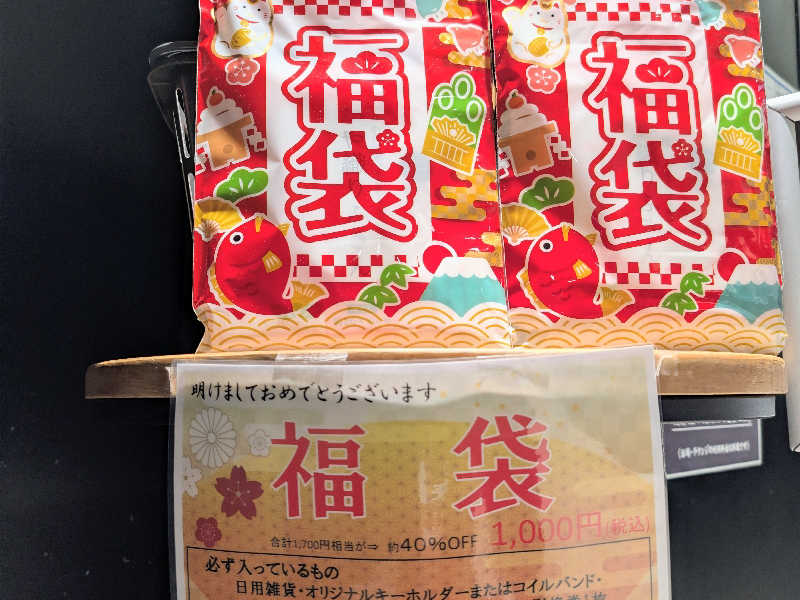 福袋
福袋
明けましておめでとうございます
福 袋
合計1,700円相当が⇒ 約40%OFF 1,000円(税込)
必ず入っているもの
日用雑貨・オリジナルキーホルダーまたはコイルバンド・